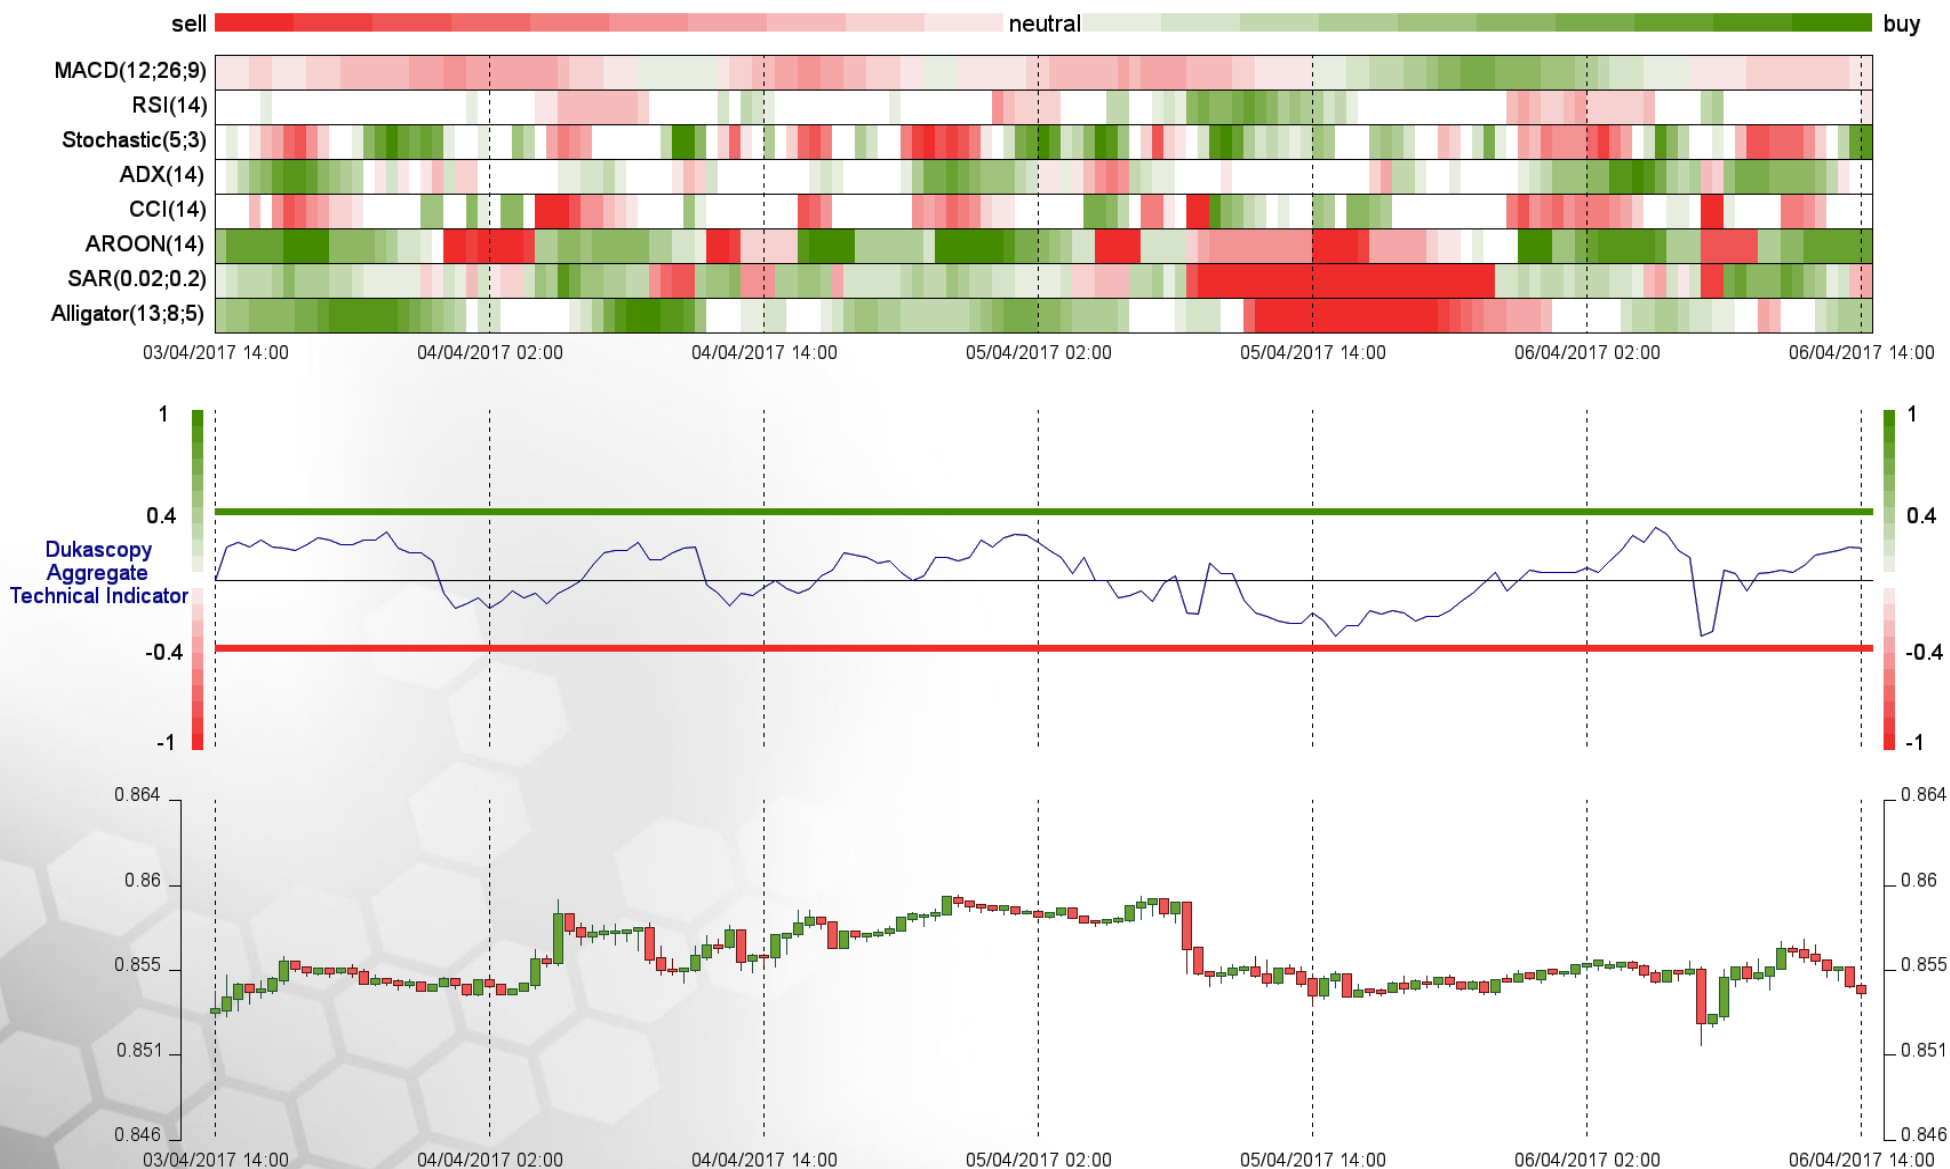 sell neutral buy
MACD(12;26;9)
RSI(14)
Stochastic(5;3)
ADX(14)
CCI(14)
AROON(14)
SAR(0.02;0.2)
Alligator(13;8;5)
03/04/2017 14:00 04/04/2017 02:00 04/04/2017 14:00 05/04/2017 02:00 05/04/2017 14:00 06/04/2017 02:00 06/04/2017 14:00
1 1
0.4 0.4
Dukascopy
Aggregate
Technical Indicator
-0.4 -0.4
-1 -1
0.864 0.864
0.86 0.86
0.855 0.855
0.851 0.851
0.846 0.846
03/04/2017 14:00 04/04/2017 02:00 04/04/2017 14:00 05/04/2017 02:00 05/04/2017 14:00 06/04/2017 02:00 06/04/2017 14:00